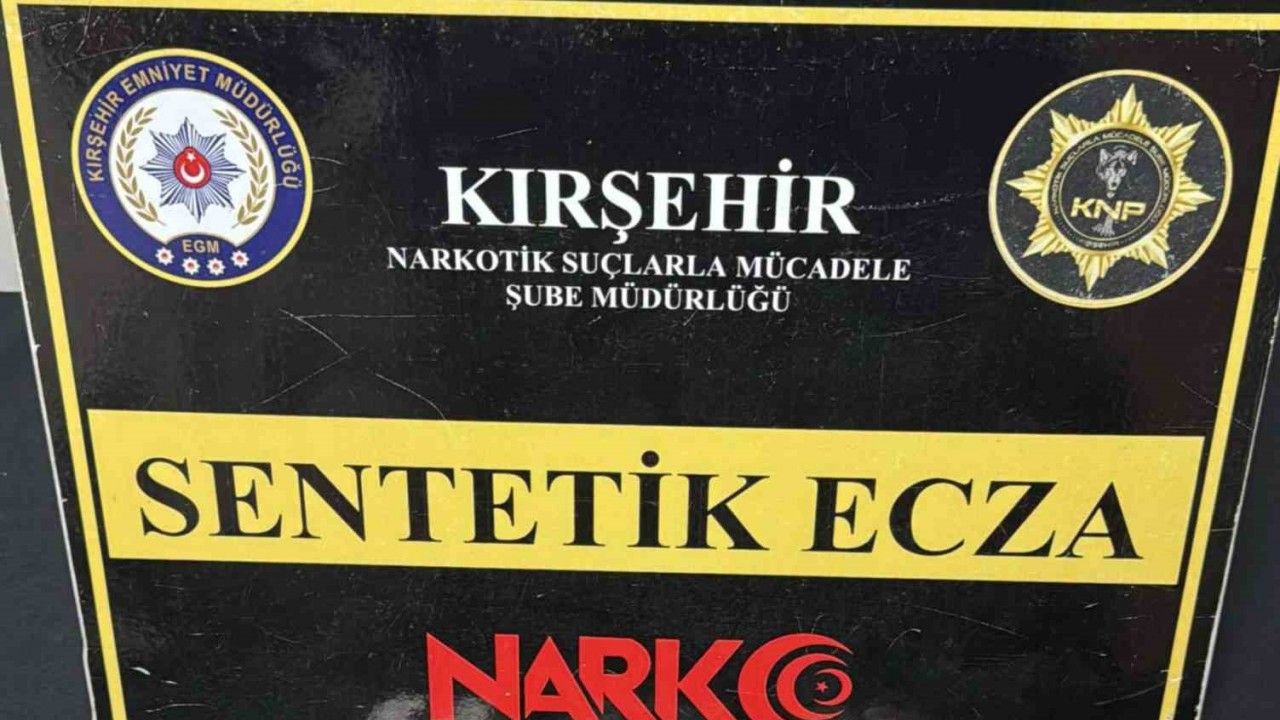 KIRŞEHİR EMNİYET MÜDÜRLÜĞÜ
EGM
KIRŞEHİR
NARKOTİK SUÇLARLA MÜCADELE
ŞUBE MÜDÜRLÜĞÜ
KNP
SENTETİK ECZA
NARKO